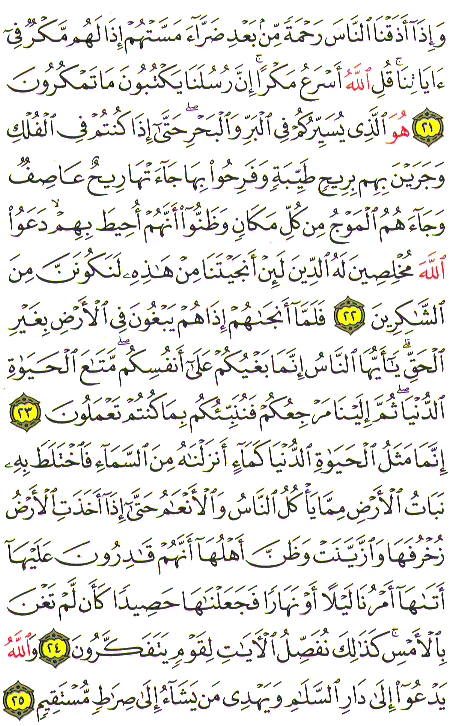 وَإِذَآ أَذَقۡنَا ٱلنَّاسَ رَحۡمَةٗ مِّنۢ بَعۡدِ ضَرَّآءَ مَسَّتۡهُمۡ إِذَا لَهُم مَّكۡرٞ فِيٓ
ءَايَاتِنَاۚ قُلِ ٱللَّهُ أَسۡرَعُ مَكۡرًاۚ إِنَّ رُسُلَنَا يَكۡتُبُونَ مَا تَمۡكُرُونَ
٢١ هُوَ ٱلَّذِي يُسَيِّرُكُمۡ فِي ٱلۡبَرِّ وَٱلۡبَحۡرِۖ حَتَّىٰٓ إِذَا كُنتُمۡ فِي ٱلۡفُلۡكِ
وَجَرَيۡنَ بِهِم بِرِيحٖ طَيِّبَةٖ وَفَرِحُواْ بِهَا جَآءَتۡهَا رِيحٌ عَاصِفٞ
وَجَآءَهُمُ ٱلۡمَوۡجُ مِن كُلِّ مَكَانٖ وَظَنُّوٓاْ أَنَّهُمۡ أُحِيطَ بِهِمۡ دَعَوُاْ
ٱللَّهَ مُخۡلِصِينَ لَهُ ٱلدِّينَ لَئِنۡ أَنجَيۡتَنَا مِنۡ هَٰذِهِۦ لَنَكُونَنَّ مِنَ
ٱلشَّٰكِرِينَ ٢٢ فَلَمَّآ أَنجَىٰهُمۡ إِذَا هُمۡ يَبۡغُونَ فِي ٱلۡأَرۡضِ بِغَيۡرِ
ٱلۡحَقِّۗ يَٰٓأَيُّهَا ٱلنَّاسُ إِنَّمَا بَغۡيُكُمۡ عَلَىٰٓ أَنفُسِكُمۖ مَّتَٰعَ ٱلۡحَيَوٰةِ
ٱلدُّنۡيَاۖ ثُمَّ إِلَيۡنَا مَرۡجِعُكُمۡ فَنُنَبِّئُكُم بِمَا كُنتُمۡ تَعۡمَلُونَ ٢٣
إِنَّمَا مَثَلُ ٱلۡحَيَوٰةِ ٱلدُّنۡيَا كَمَآءٍ أَنزَلۡنَٰهُ مِنَ ٱلسَّمَآءِ فَٱخۡتَلَطَ بِهِۦ
نَبَاتُ ٱلۡأَرۡضِ مِمَّا يَأۡكُلُ ٱلنَّاسُ وَٱلۡأَنۡعَٰمُ حَتَّىٰٓ إِذَآ أَخَذَتِ ٱلۡأَرۡضُ
زُخۡرُفَهَا وَٱزَّيَّنَتۡ وَظَنَّ أَهۡلُهَآ أَنَّهُمۡ قَٰدِرُونَ عَلَيۡهَآ
أَتَىٰهَآ أَمۡرُنَا لَيۡلًا أَوۡ نَهَارٗا فَجَعَلۡنَٰهَا حَصِيدٗا كَأَن لَّمۡ تَغۡنَ
بِٱلۡأَمۡسِۚ كَذَٰلِكَ نُفَصِّلُ ٱلۡأٓيَٰتِ لِقَوۡمٖ يَتَفَكَّرُونَ ٢٤ وَٱللَّهُ
يَدۡعُوٓاْ إِلَىٰ دَارِ ٱلسَّلَٰمِ وَيَهۡدِي مَن يَشَآءُ إِلَىٰ صِرَٰطٖ مُّسۡتَقِيمٖ ٢٥